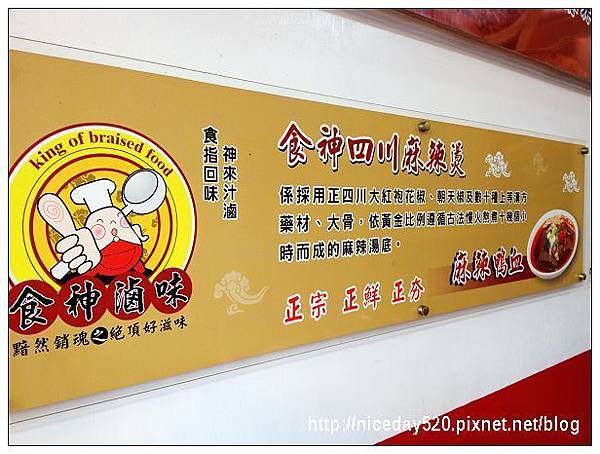 king of braised food
食神滷味
黯然銷魂之絕頂好滋味
神來汁滷
食指回味
食神四川麻辣燙
係採用正四川大紅袍花椒、朝天椒及數十種上等漢方
藥材、大骨，依黃金比例遵循古法慢火熬煮十幾個小
時而成的麻辣湯底。
正宗 正鮮 正夯
麻辣鴨血
http://niceday520.pixnet.net/blog